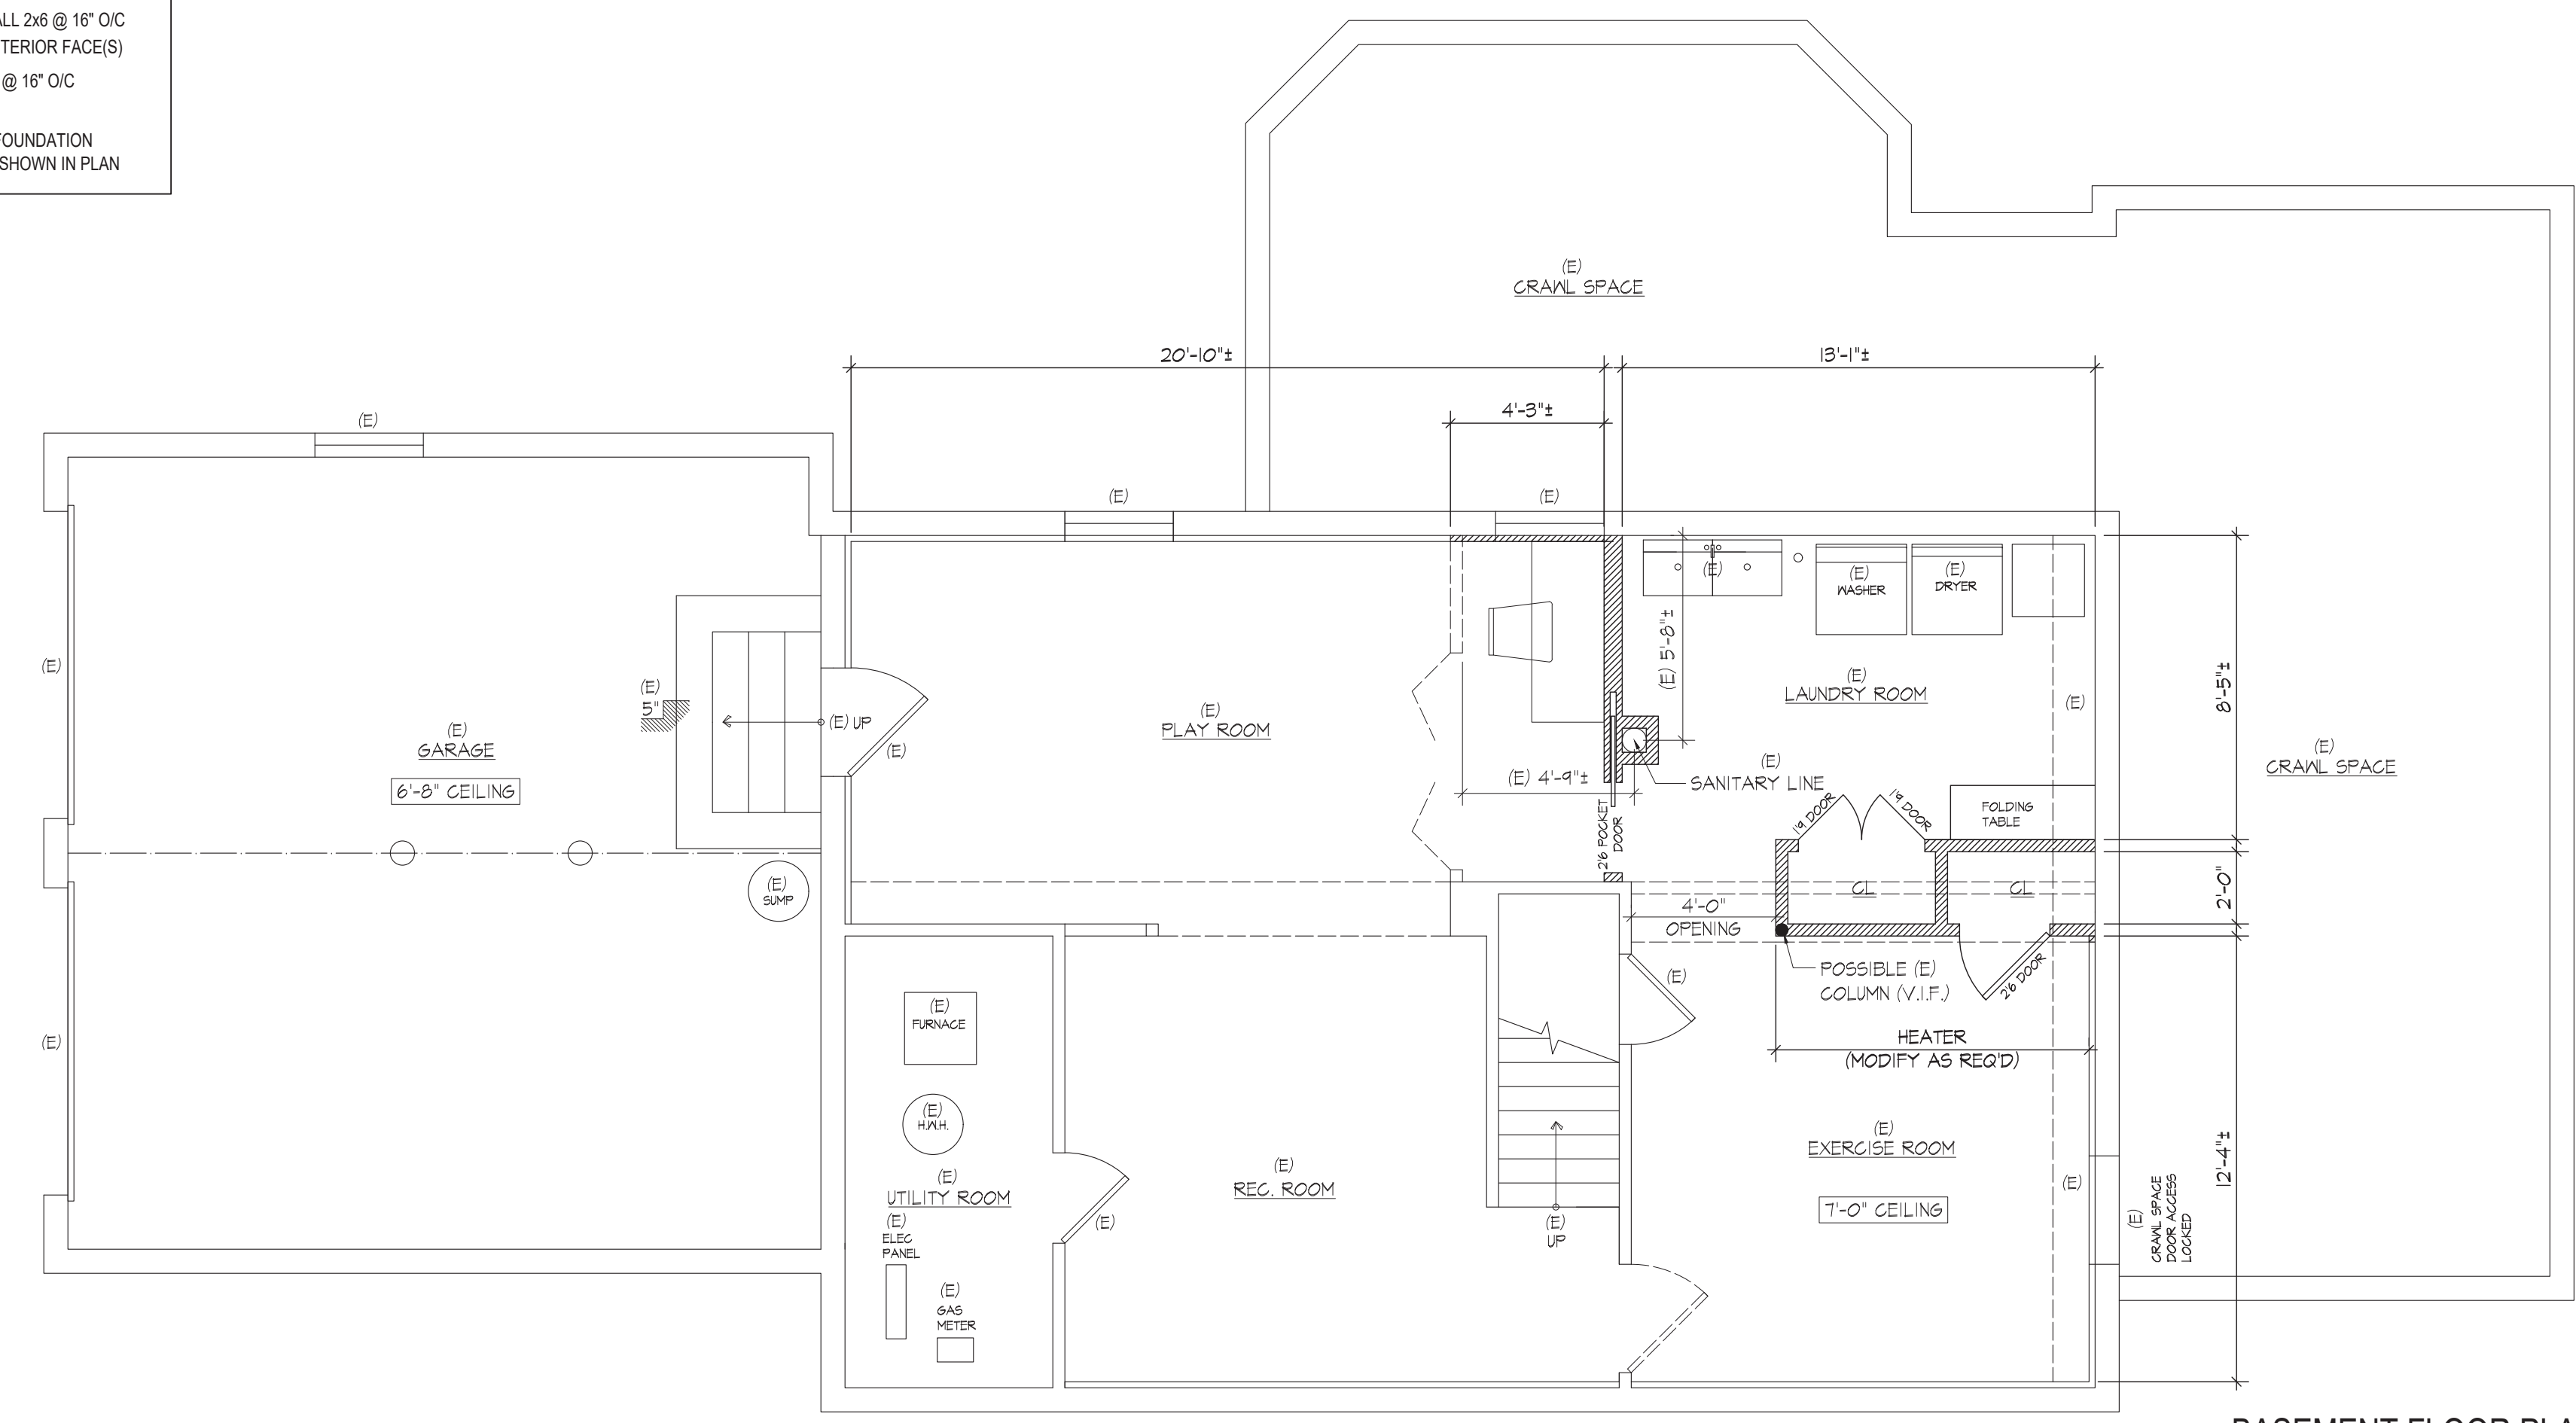 ALL 2x6 @ 16" O/C
TERIOR FACE(S)
@ 16" O/C
FOUNDATION
SHOWN IN PLAN
(E)
CRAWL SPACE
20'-10"±
13'-1"±
4'-3"±
(E)
(E)
(E)
(E)
(E)
WASHER
(E)
DRYER
(E) 5'-8"±
(E)
LAUNDRY ROOM
(E)
8'-5"±
(E)
(E)
5"
(E) UP
(E)
(E)
PLAY ROOM
(E)
GARAGE
6'-8" CEILING
(E) 4'-9"±
(E)
SANITARY LINE
2'6 POCKET
DOOR
1'9 DOOR
1'9 DOOR
FOLDING
TABLE
(E)
CRAWL SPACE
(E)
SUMP
CL
CL
2'-0"
4'-0"
OPENING
POSSIBLE (E)
COLUMN (V.I.F.)
2'6 DOOR
(E)
HEATER
(MODIFY AS REQ'D)
(E)
FURNACE
(E)
(E)
H.W.H.
(E)
UTILITY ROOM
(E)
ELEC
PANEL
(E)
GAS
METER
(E)
(E)
REC. ROOM
(E)
UP
(E)
EXERCISE ROOM
7'-0" CEILING
(E)
(E)
CRAWL SPACE
DOOR ACCESS
LOCKED
12'-4"±
BASEMENT FLOOR PLA